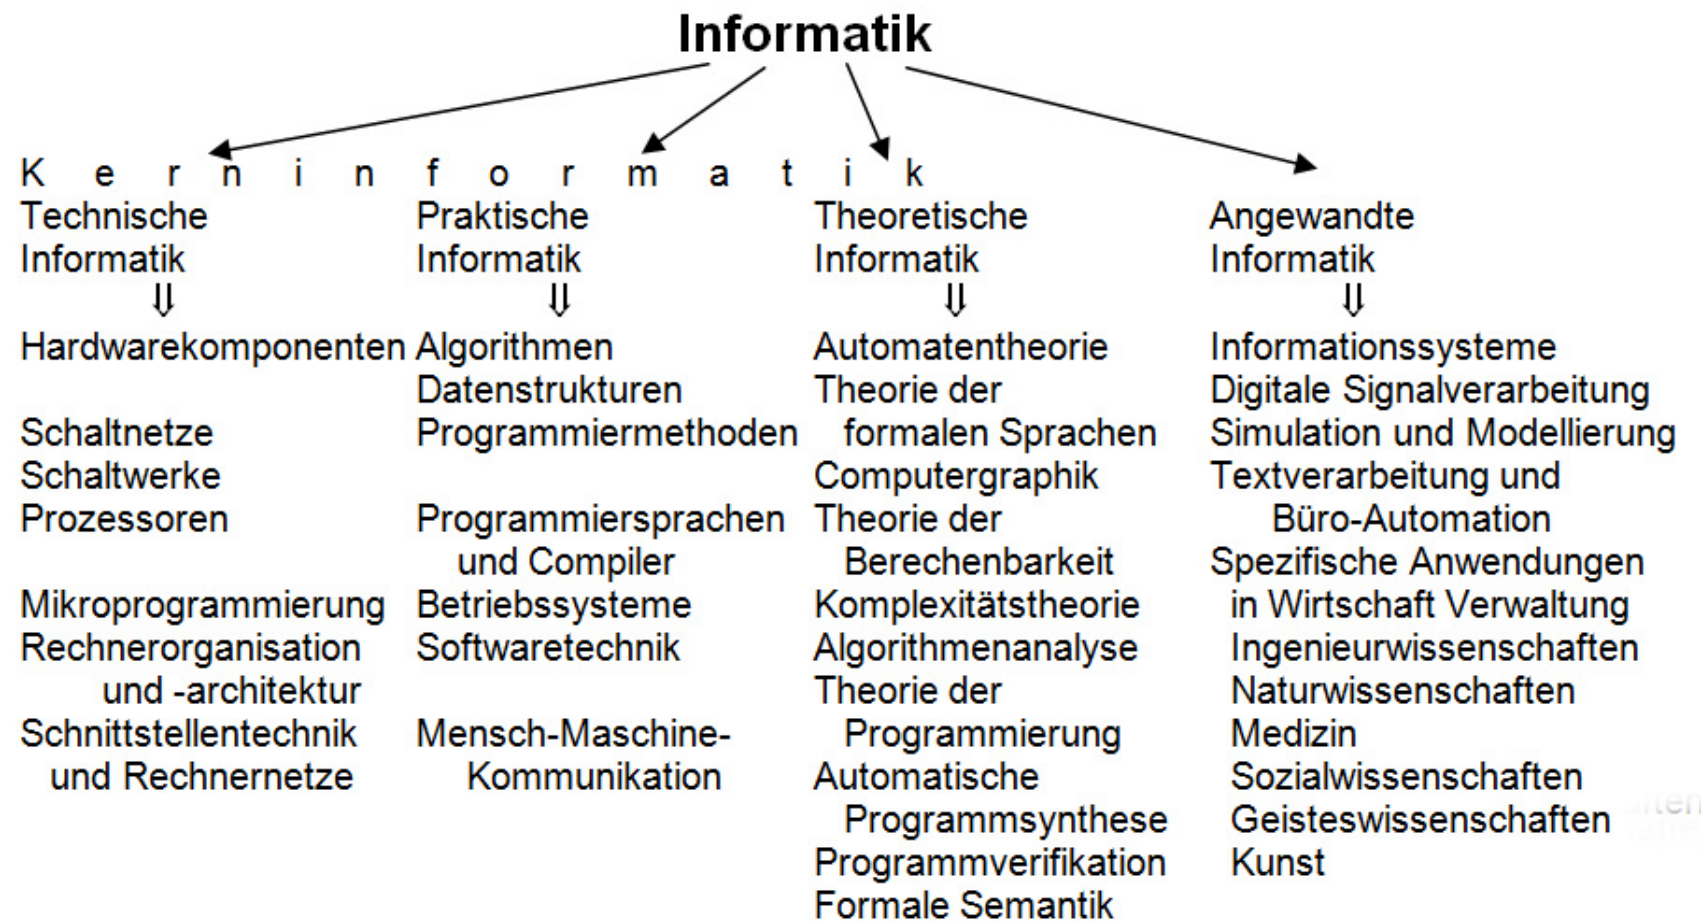 Informatik
K e r n i n f o r m a t i k
Technische
Informatik
⇓
Hardwarekomponenten
Schaltnetze
Schaltwerke
Prozessoren
Mikroprogrammierung
Rechnerorganisation
und -architektur
Schnittstellentechnik
und Rechnernetze
Praktische
Informatik
⇓
Algorithmen
Datenstrukturen
Programmiermethoden
Programmiersprachen
und Compiler
Betriebssysteme
Softwaretechnik
Mensch-Maschine-
Kommunikation
Theoretische
Informatik
⇓
Automatentheorie
Theorie der
formalen Sprachen
Computergraphik
Theorie der
Berechenbarkeit
Komplexitätstheorie
Algorithmenanalyse
Theorie der
Programmierung
Automatische
Programmsynthese
Programmverifikation
Formale Semantik
Angewandte
Informatik
⇓
Informationssysteme
Digitale Signalverarbeitung
Simulation und Modellierung
Textverarbeitung und
Büro-Automation
Spezifische Anwendungen
in Wirtschaft Verwaltung
Ingenieurwissenschaften
Naturwissenschaften
Medizin
Sozialwissenschaften
Geisteswissenschaften
Kunst